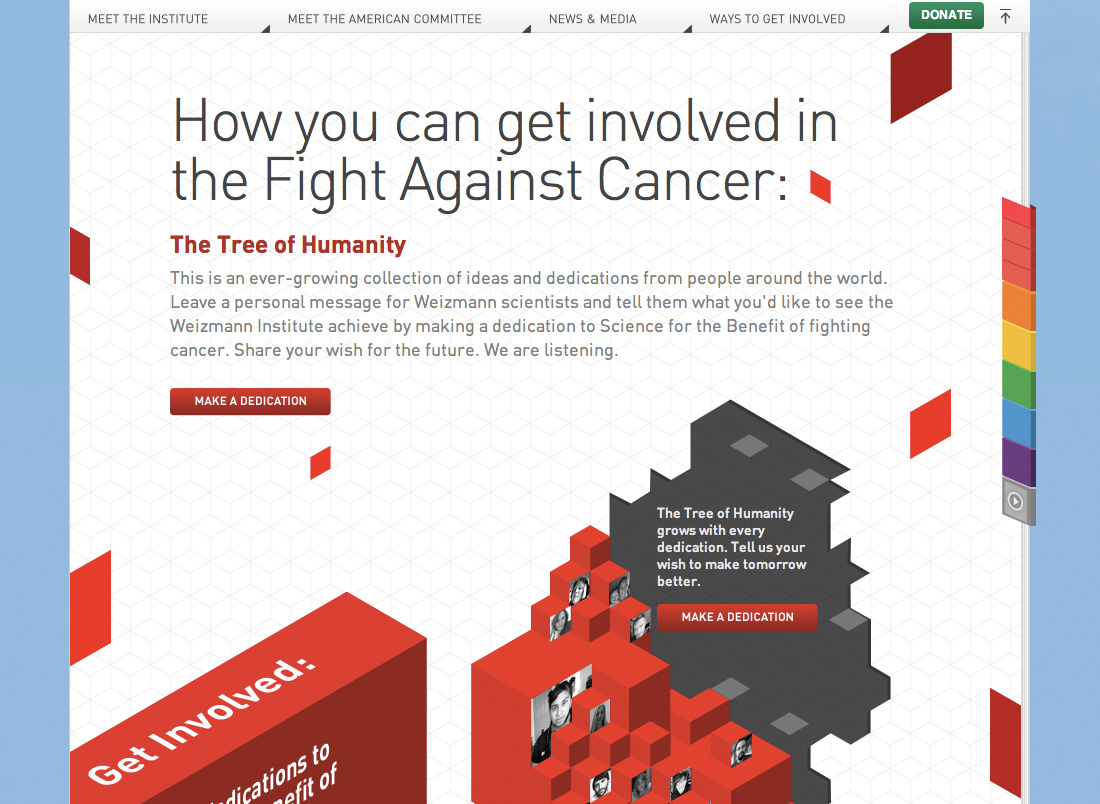 MEET THE INSTITUTE
MEET THE AMERICAN COMMITTEE
NEWS & MEDIA
WAYS TO GET INVOLVED
DONATE
How you can get involved in
the Fight Against Cancer:
The Tree of Humanity
This is an ever-growing collection of ideas and dedications from people around the world.
Leave a personal message for Weizmann scientists and tell them what you'd like to see the
Weizmann Institute achieve by making a dedication to Science for the Benefit of fighting
cancer. Share your wish for the future. We are listening.
MAKE A DEDICATION
The Tree of Humanity
grows with every
dedication. Tell us your
wish to make tomorrow
better.
MAKE A DEDICATION
Get Involved:
to
of